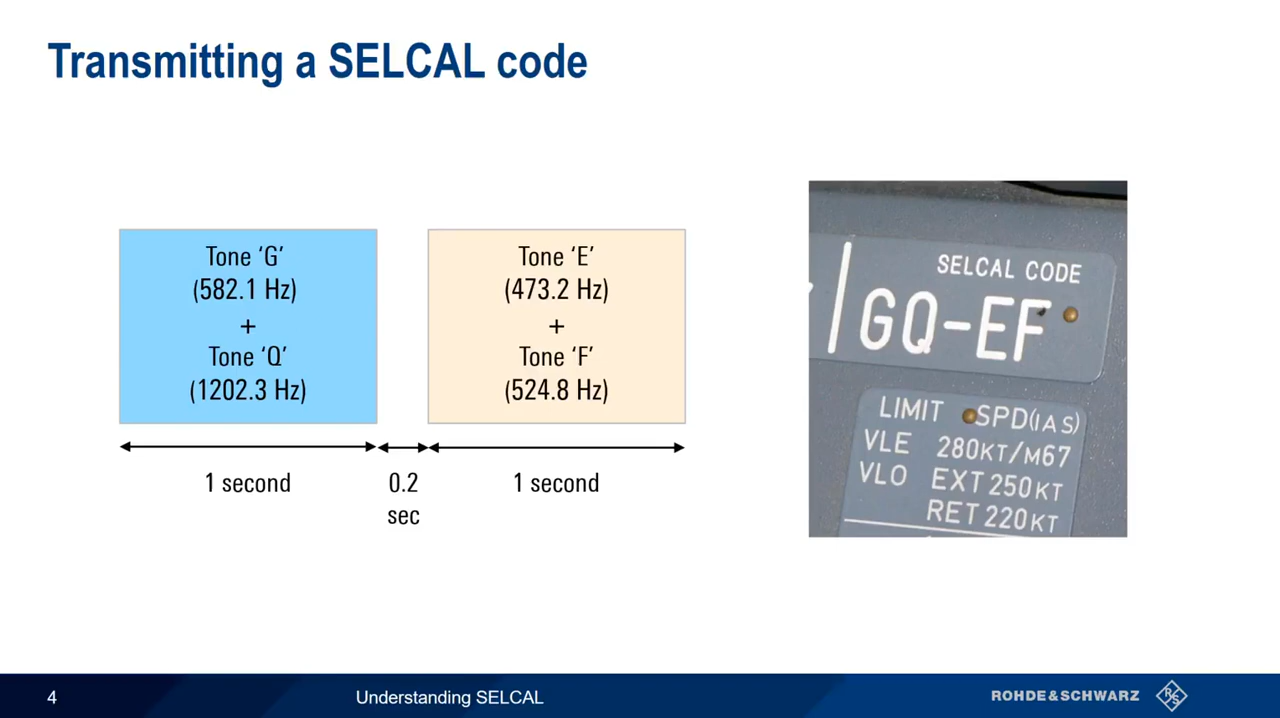 Transmitting a SELCAL code
Tone ‘G’
(582.1 Hz)
+
Tone ‘Q’
(1202.3 Hz)
Tone ‘E’
(473.2 Hz)
+
Tone ‘F’
(524.8 Hz)
1 second
0.2
sec
1 second
SELCAL CODE
GQ-EF
LIMIT SPD(IAS)
VLE 280KT/M67
VLO EXT 250KT
RET 220KT
4
Understanding SELCAL
ROHDE&SCHWARZ
R&S